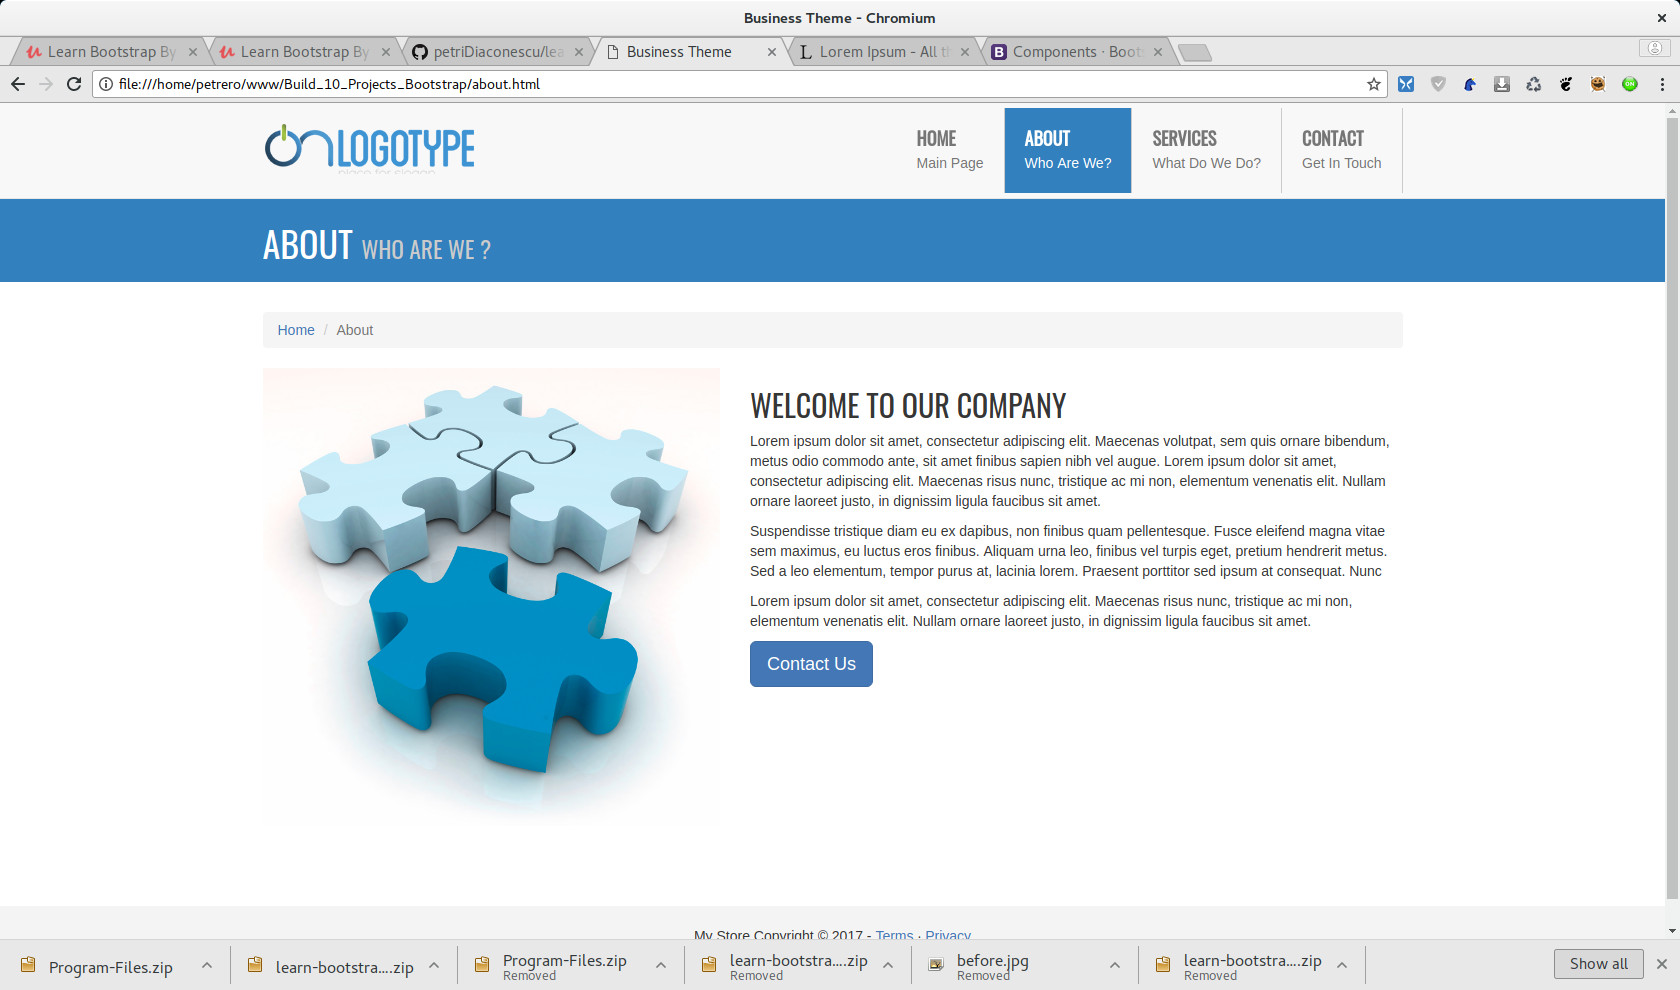 Business Theme - Chromium
Learn Bootstrap By
Learn Bootstrap By
petriDiaconescu/lea
Business Theme
Lorem Ipsum - All t
Components · Boots
file:///home/petrero/www/Build_10_Projects_Bootstrap/about.html
ON
on LOGOTYPE
place for slogan
HOME
Main Page
ABOUT
Who Are We?
SERVICES
What Do We Do?
CONTACT
Get In Touch
ABOUT WHO ARE WE ?
Home / About
WELCOME TO OUR COMPANY
Lorem ipsum dolor sit amet, consectetur adipiscing elit. Maecenas volutpat, sem quis ornare bibendum,
metus odio commodo ante, sit amet finibus sapien nibh vel augue. Lorem ipsum dolor sit amet,
consectetur adipiscing elit. Maecenas risus nunc, tristique ac mi non, elementum venenatis elit. Nullam
ornare laoreet justo, in dignissim ligula faucibus sit amet.
Suspendisse tristique diam eu ex dapibus, non finibus quam pellentesque. Fusce eleifend magna vitae
sem maximus, eu luctus eros finibus. Aliquam urna leo, finibus vel turpis eget, pretium hendrerit metus.
Sed a leo elementum, tempor purus at, lacinia lorem. Praesent porttitor sed ipsum at consequat. Nunc
Lorem ipsum dolor sit amet, consectetur adipiscing elit. Maecenas risus nunc, tristique ac mi non,
elementum venenatis elit. Nullam ornare laoreet justo, in dignissim ligula faucibus sit amet.
Contact Us
My Store Copyright © 2017 - Terms · Privacy
Program-Files.zip
learn-bootstra....zip
Program-Files.zip
Removed
learn-bootstra....zip
Removed
before.jpg
Removed
learn-bootstra....zip
Removed
Show all